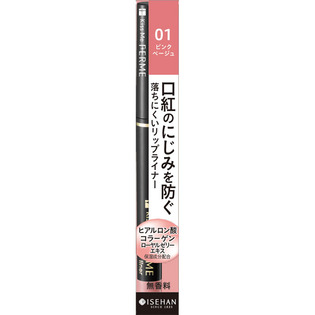 Kiss Me FERME
01
ピンク
ベージュ
口紅のにじみを防ぐ
落ちにくいリップライナー
ヒアルロン酸
コラーゲン
ローヤルゼリー
エキス
保湿成分配合
liner
無香料
ISEHAN
SINCE 1825